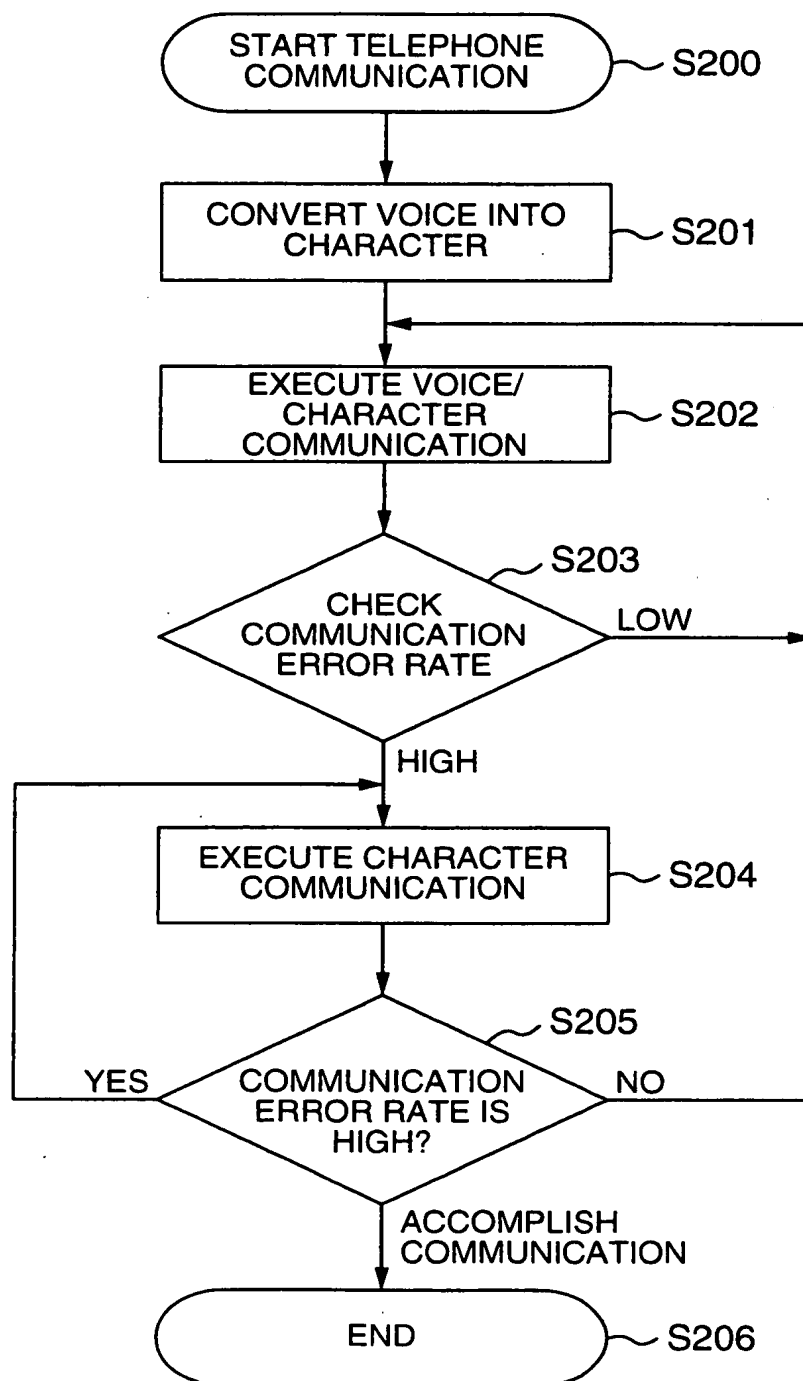 START TELEPHONE
COMMUNICATION
S200
CONVERT VOICE INTO
CHARACTER
S201
EXECUTE VOICE/
CHARACTER
COMMUNICATION
S202
S203
CHECK
COMMUNICATION
ERROR RATE
LOW
HIGH
EXECUTE CHARACTER
COMMUNICATION
S204
S205
YES
COMMUNICATION
ERROR RATE IS
HIGH?
NO
ACCOMPLISH
COMMUNICATION
END
S206